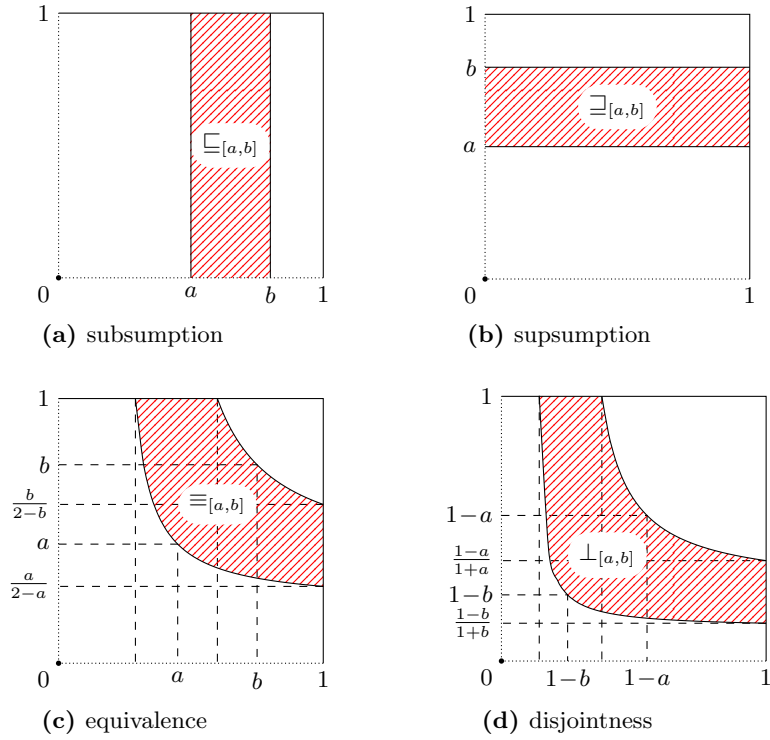 1
⊑[a,b]
0
a
b
1
(a) subsumption
1
b
⊒[a,b]
a
0
1
(b) supsumption
1
b
b/(2−b)
≡[a,b]
a
a/(2−a)
0
a
b
1
(c) equivalence
1
1−a
(1−a)/(1+a)
⊥[a,b]
1−b
(1−b)/(1+b)
0
1−b
1−a
1
(d) disjointness